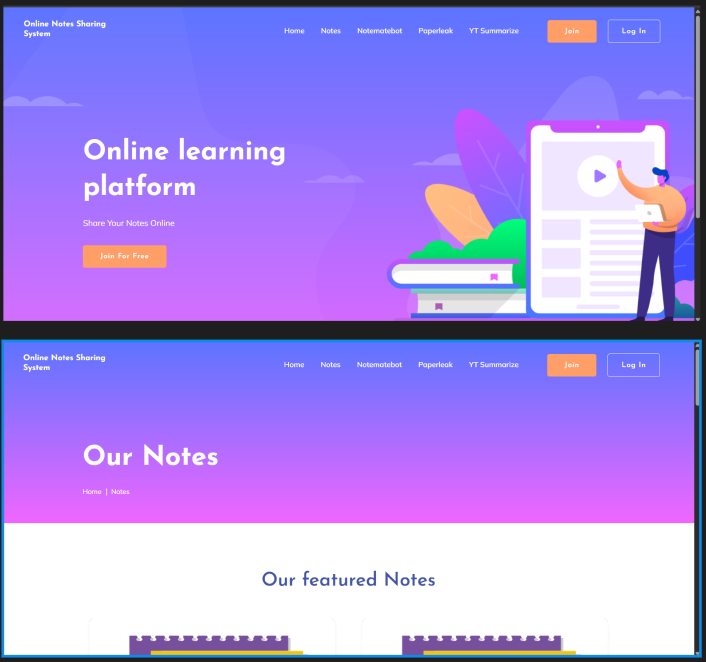 Online Notes Sharing
System
Home Notes Notematebot Paperleak YT Summarize Join Log In
Online learning
platform
Share Your Notes Online
Join For Free
Online Notes Sharing
System
Home Notes Notematebot Paperleak YT Summarize Join Log In
Our Notes
Home | Notes
Our featured Notes